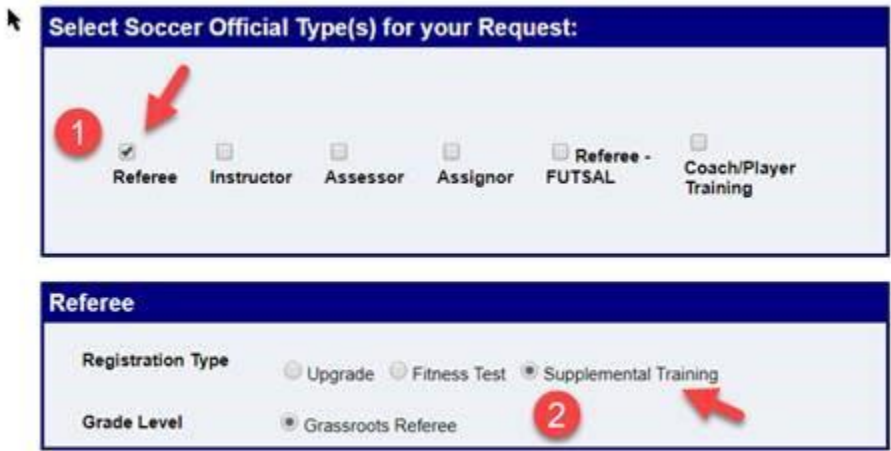 Select Soccer Official Type(s) for your Request:
1
Referee Instructor Assessor Assignor Referee - FUTSAL Coach/Player Training
Referee
Registration Type Upgrade Fitness Test Supplemental Training
Grade Level Grassroots Referee 2